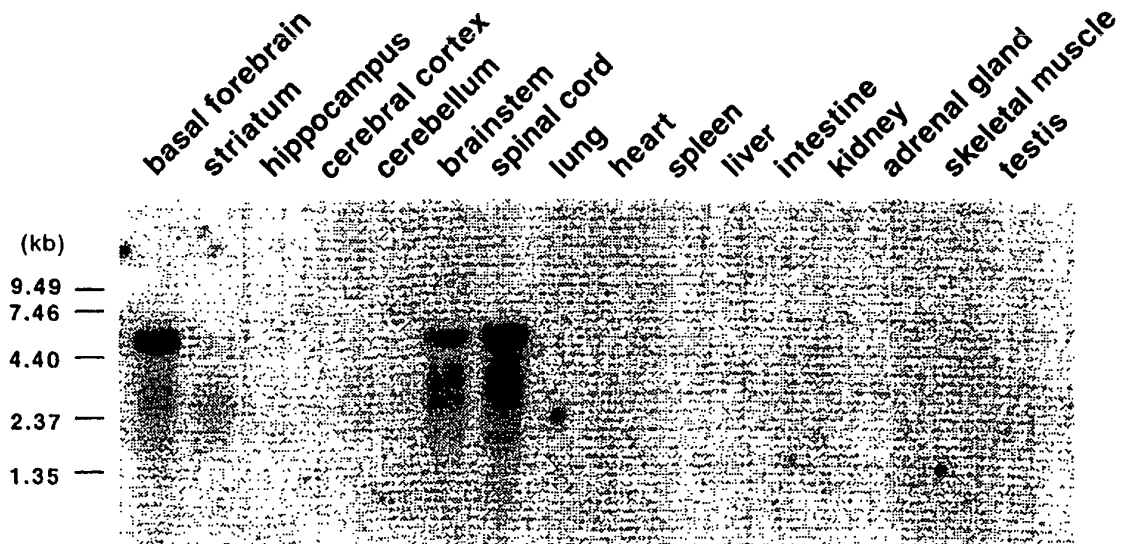 basal forebrain
striatum
hippocampus
cerebral cortex
cerebellum
brainstem
spinal cord
lung
heart
spleen
liver
intestine
kidney
adrenal gland
skeletal muscle
testis
(kb)
9.49
7.46
4.40
2.37
1.35